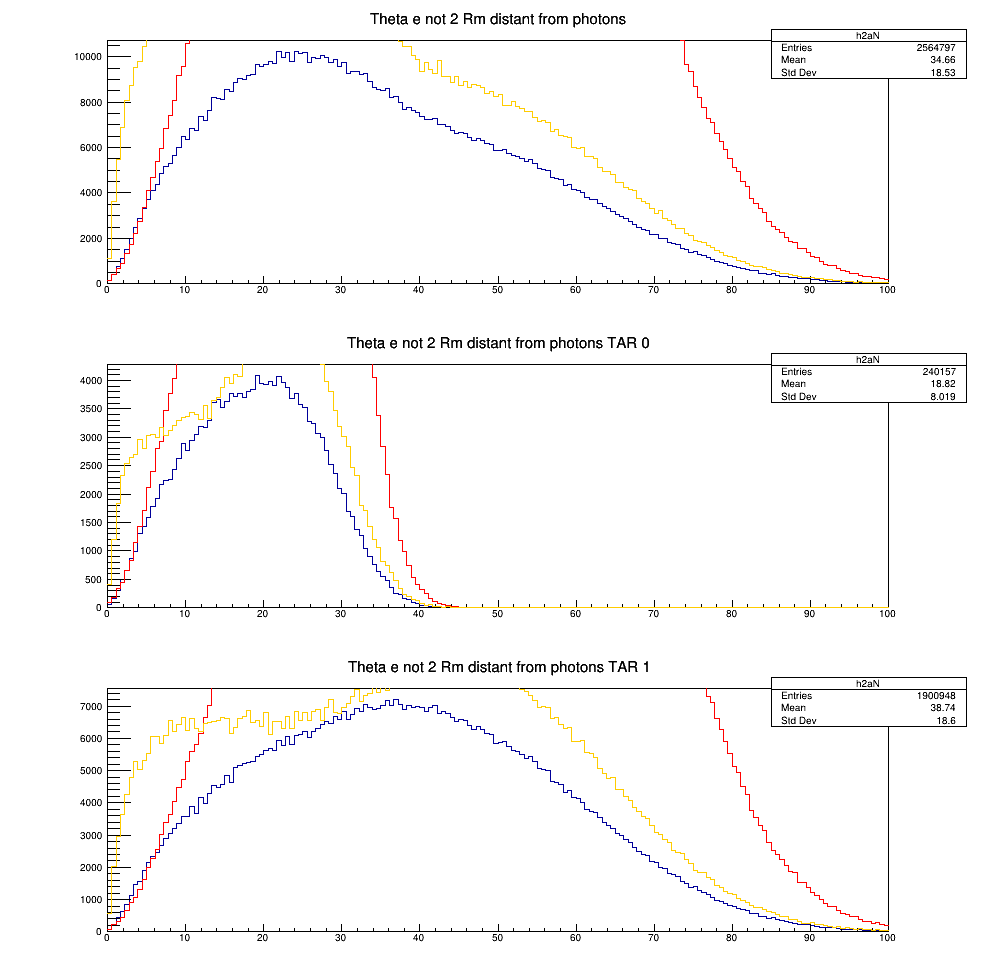 Theta e not 2 Rm distant from photons
h2aN
Entries 2564797
Mean 34.66
Std Dev 18.53
10000
8000
6000
4000
2000
0
0 10 20 30 40 50 60 70 80 90 100
Theta e not 2 Rm distant from photons TAR 0
h2aN
Entries 240157
Mean 18.82
Std Dev 8.019
4000
3500
3000
2500
2000
1500
1000
500
0
0 10 20 30 40 50 60 70 80 90 100
Theta e not 2 Rm distant from photons TAR 1
h2aN
Entries 1900948
Mean 38.74
Std Dev 18.6
7000
6000
5000
4000
3000
2000
1000
0
0 10 20 30 40 50 60 70 80 90 100